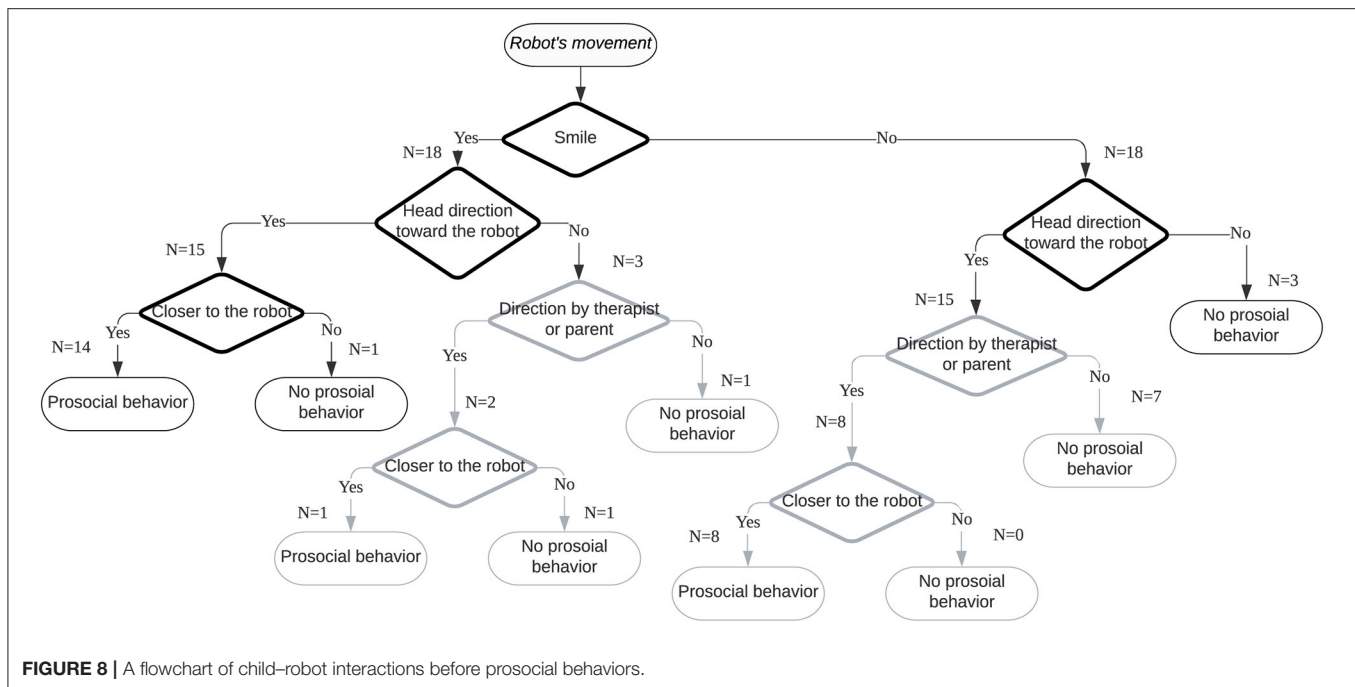 Robot's movement
Smile
Yes
No
N=18
N=18
Head direction
toward the robot
Head direction
toward the robot
Yes
No
Yes
No
N=15
N=3
N=15
N=3
Closer to the robot
Direction by therapist
or parent
No prosoial
behavior
Yes
No
N=14
N=1
Direction by therapist
or parent
Yes
No
Prosocial behavior
No prosoial
behavior
N=2
N=1
Yes
No
No prosoial
behavior
N=8
N=7
Closer to the robot
No prosoial
behavior
Yes
No
Closer to the robot
N=1
N=1
Yes
No
Prosocial behavior
No prosoial
behavior
N=8
N=0
Prosocial behavior
No prosoial
behavior
FIGURE 8 | A flowchart of child–robot interactions before prosocial behaviors.